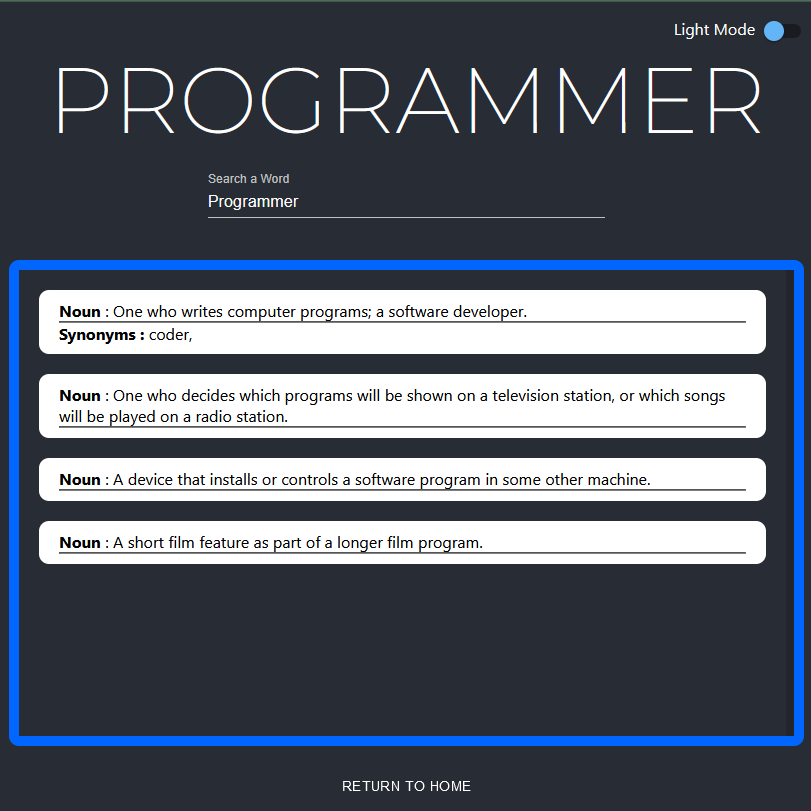 Light Mode
PROGRAMMER
Search a Word
Programmer
Noun : One who writes computer programs; a software developer.
Synonyms : coder,
Noun : One who decides which programs will be shown on a television station, or which songs
will be played on a radio station.
Noun : A device that installs or controls a software program in some other machine.
Noun : A short film feature as part of a longer film program.
RETURN TO HOME